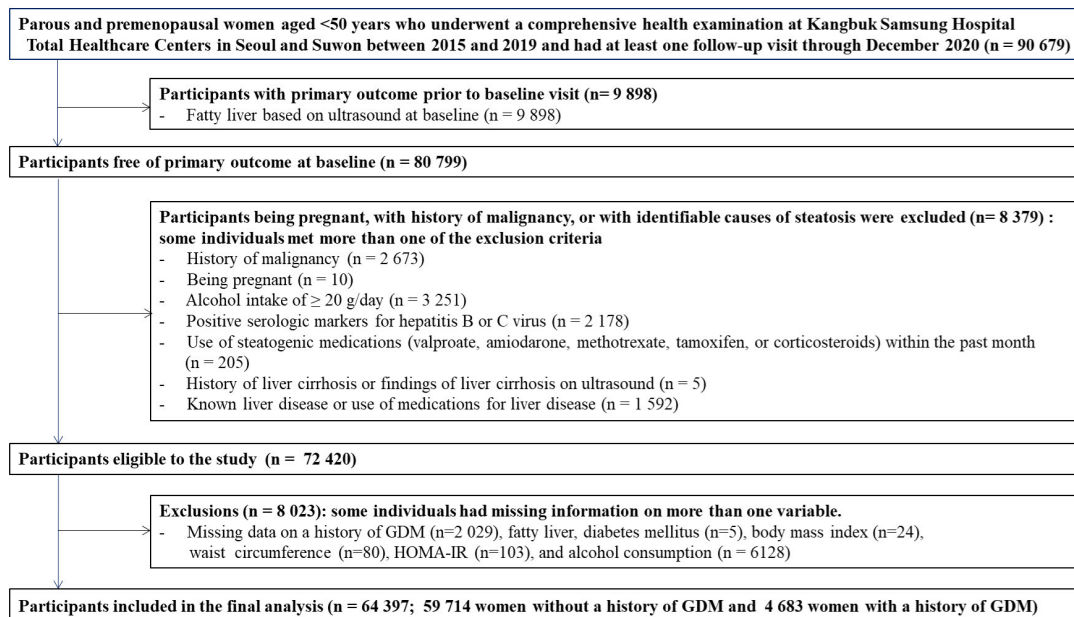 Parous and premenopausal women aged <50 years who underwent a comprehensive health examination at Kangbuk Samsung Hospital
Total Healthcare Centers in Seoul and Suwon between 2015 and 2019 and had at least one follow-up visit through December 2020 (n = 90 679)
Participants with primary outcome prior to baseline visit (n= 9 898)
- Fatty liver based on ultrasound at baseline (n = 9 898)
Participants free of primary outcome at baseline (n = 80 799)
Participants being pregnant, with history of malignancy, or with identifiable causes of steatosis were excluded (n= 8 379) :
some individuals met more than one of the exclusion criteria
- History of malignancy (n = 2 673)
- Being pregnant (n = 10)
- Alcohol intake of ≥ 20 g/day (n = 3 251)
- Positive serologic markers for hepatitis B or C virus (n = 2 178)
- Use of steatogenic medications (valproate, amiodarone, methotrexate, tamoxifen, or corticosteroids) within the past month
(n = 205)
- History of liver cirrhosis or findings of liver cirrhosis on ultrasound (n = 5)
- Known liver disease or use of medications for liver disease (n = 1 592)
Participants eligible to the study (n = 72 420)
Exclusions (n = 8 023): some individuals had missing information on more than one variable.
- Missing data on a history of GDM (n=2 029), fatty liver, diabetes mellitus (n=5), body mass index (n=24),
waist circumference (n=80), HOMA-IR (n=103), and alcohol consumption (n = 6128)
Participants included in the final analysis (n = 64 397; 59 714 women without a history of GDM and 4 683 women with a history of GDM)